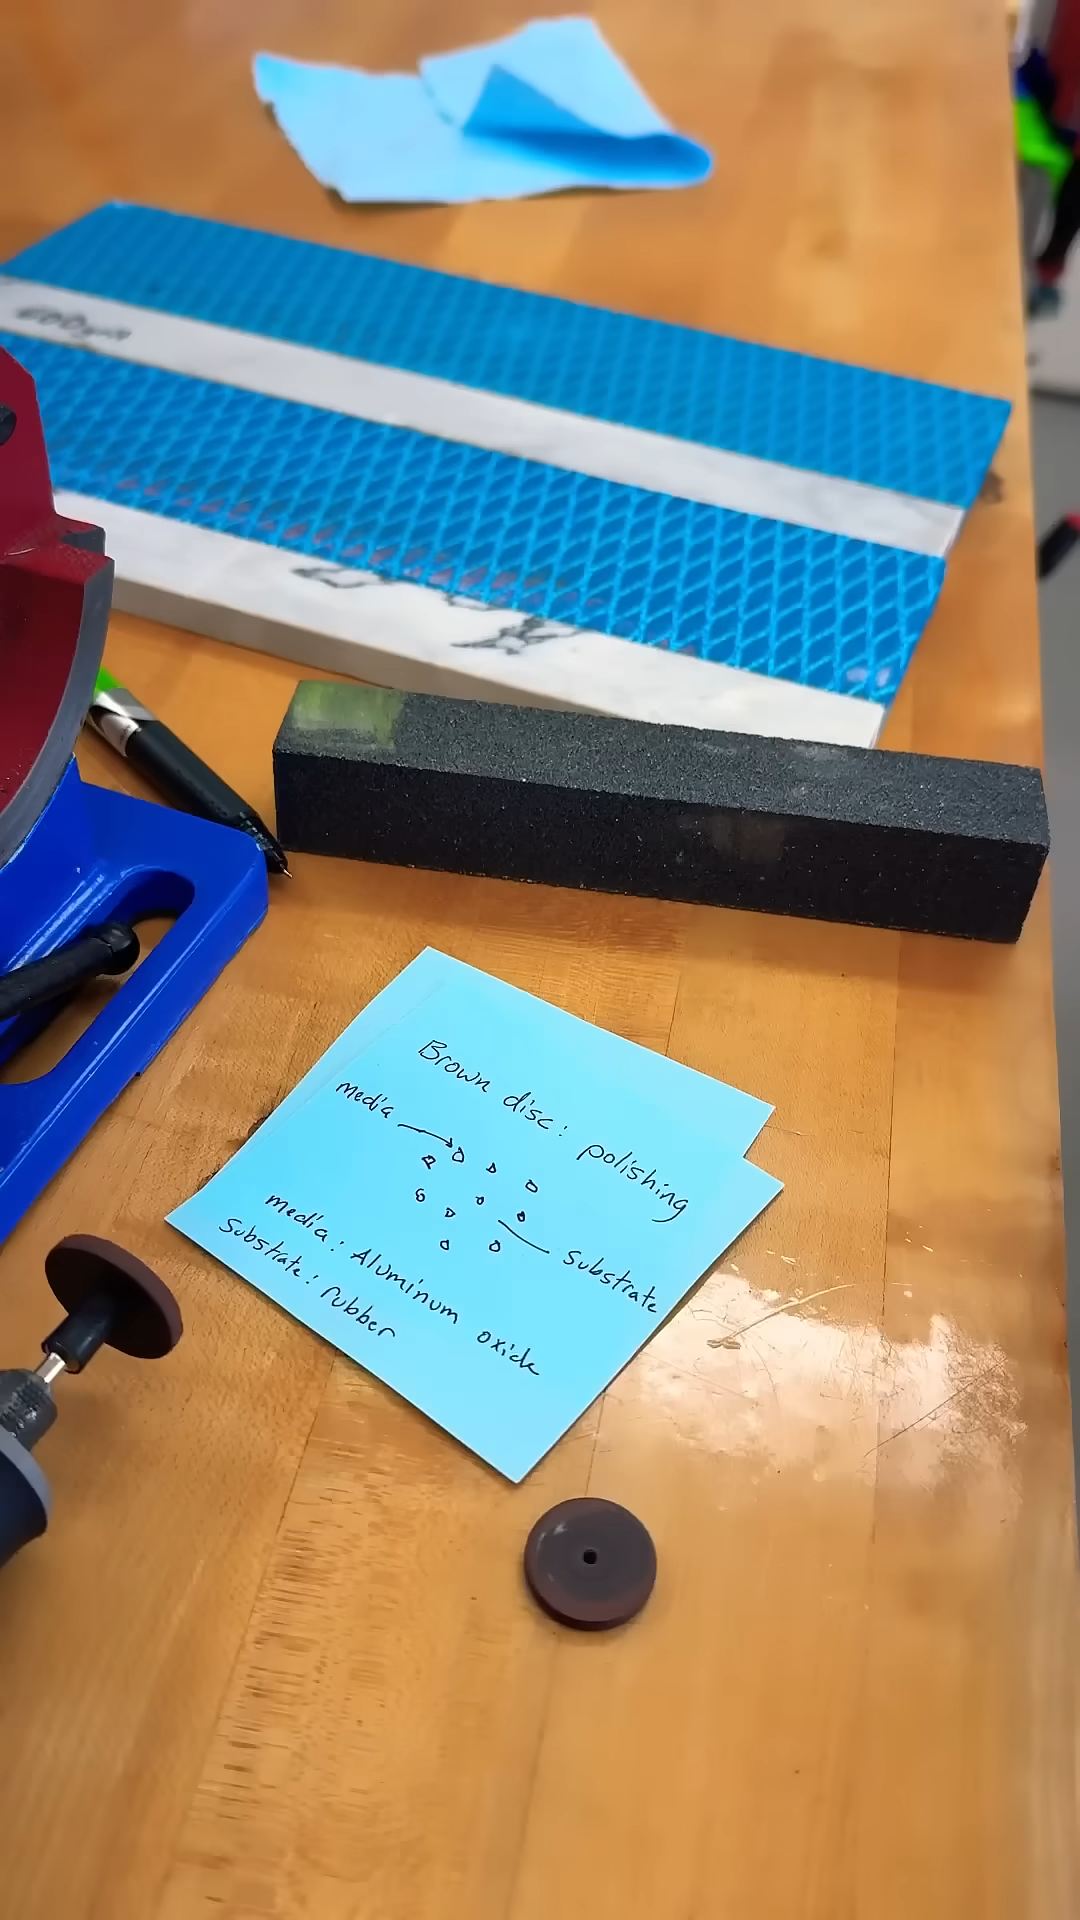 Brown disc: polishing
media
Substrate
media: Aluminum oxide
Substrate: rubber